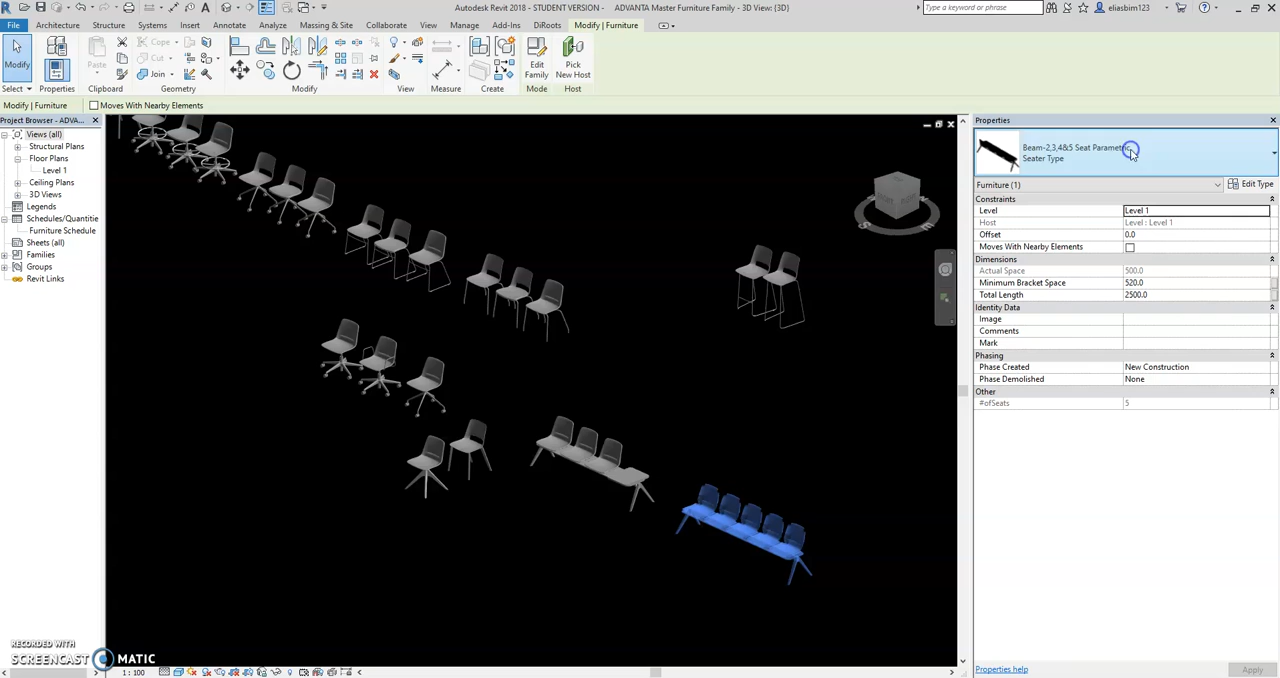 Autodesk Revit 2018 - STUDENT VERSION - ADVANTA Master Furniture Family - 3D View: {3D}
Type a keyword or phrase
eliasbim123
File
Architecture
Structure
Systems
Insert
Annotate
Analyze
Massing & Site
Collaborate
View
Manage
Add-Ins
DiRoots
Modify | Furniture
Modify
Paste
Cope
Cut
Join
Edit
Family
Pick
New Host
Select
Properties
Clipboard
Geometry
Modify
View
Measure
Create
Mode
Host
Modify | Furniture
Moves With Nearby Elements
Project Browser - ADVA...
Views (all)
Structural Plans
Floor Plans
Level 1
Ceiling Plans
3D Views
Legends
Schedules/Quantitie
Furniture Schedule
Sheets (all)
Families
Groups
Revit Links
Properties
Beam-2,3,4&5 Seat Parametric
Seater Type
Furniture (1)
Edit Type
Constraints
Level Level 1
Host Level : Level 1
Offset 0.0
Moves With Nearby Elements
Dimensions
Actual Space 500.0
Minimum Bracket Space 520.0
Total Length 2500.0
Identity Data
Image
Comments
Mark
Phasing
Phase Created New Construction
Phase Demolished None
Other
#ofSeats 5
Properties help
Apply
RECORDED WITH
SCREENCAST MATIC
1 : 100